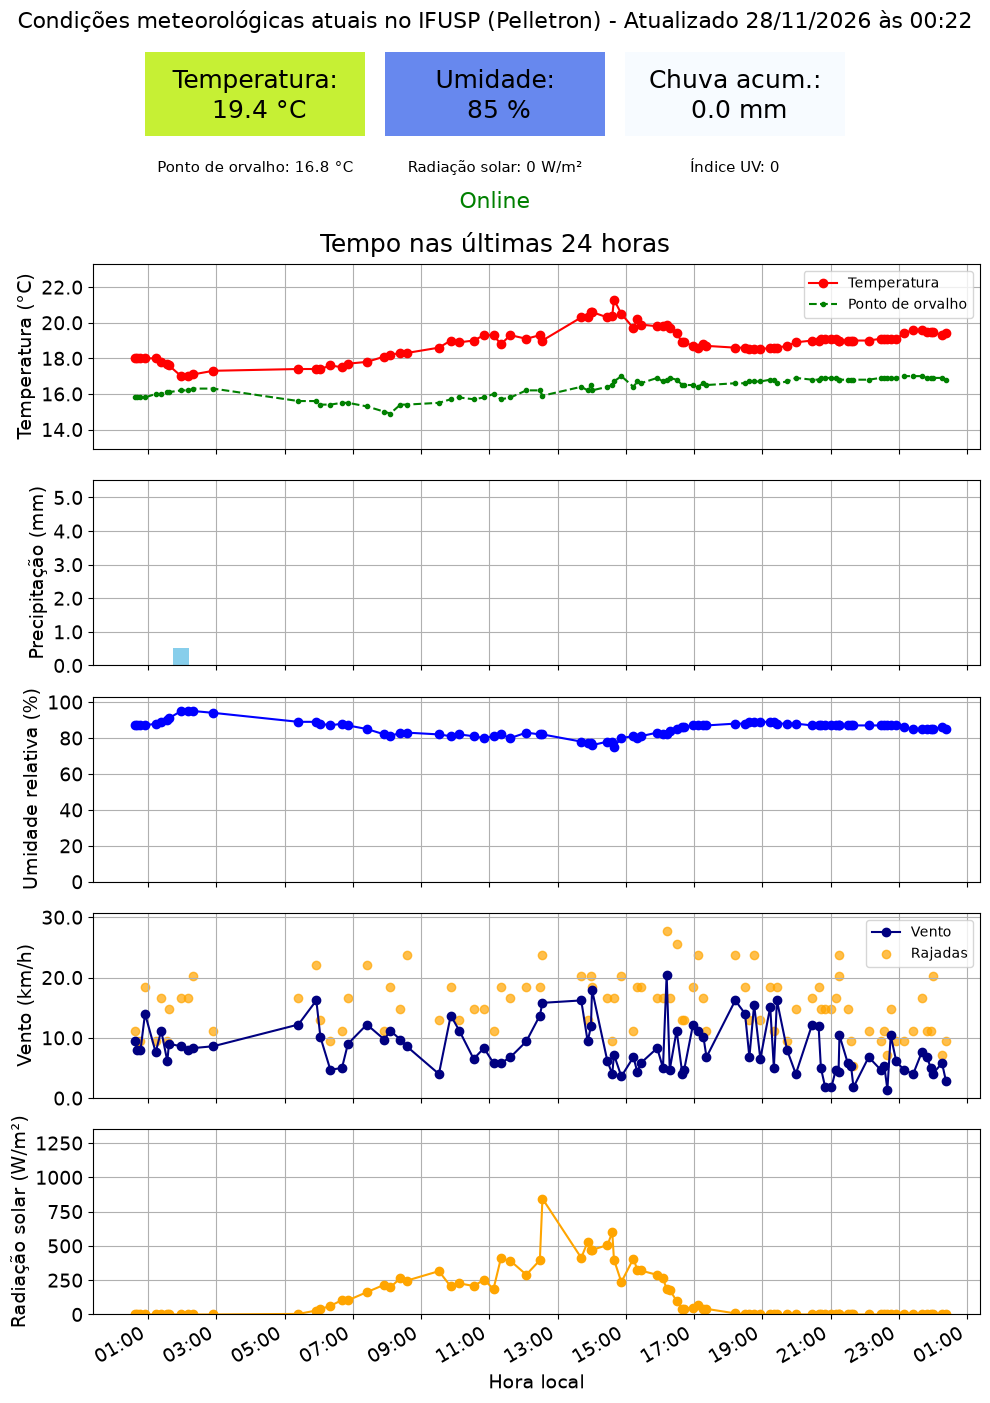 Condições meteorológicas atuais no IFUSP (Pelletron) - Atualizado 28/11/2026 às 00:22
Temperatura:
19.4 °C
Umidade:
85 %
Chuva acum.:
0.0 mm
Ponto de orvalho: 16.8 °C
Radiação solar: 0 W/m²
Índice UV: 0
Online
Tempo nas últimas 24 horas
Temperatura (°C)
22.0
20.0
18.0
16.0
14.0
Temperatura
Ponto de orvalho
Precipitação (mm)
5.0
4.0
3.0
2.0
1.0
0.0
Umidade relativa (%)
100
80
60
40
20
0
Vento (km/h)
30.0
20.0
10.0
0.0
Vento
Rajadas
Radiação solar (W/m²)
1250
1000
750
500
250
0
01:00
03:00
05:00
07:00
09:00
11:00
13:00
15:00
17:00
19:00
21:00
23:00
01:00
Hora local